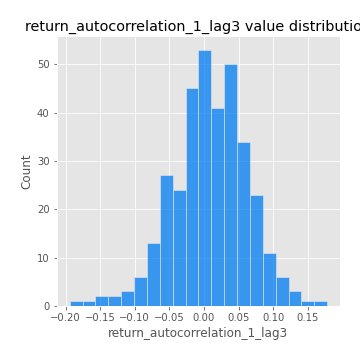 return_autocorrelation_1_lag3 value distributio
50
40
30
20
10
0
Count
−0.20 −0.15 −0.10 −0.05 0.00 0.05 0.10 0.15
return_autocorrelation_1_lag3